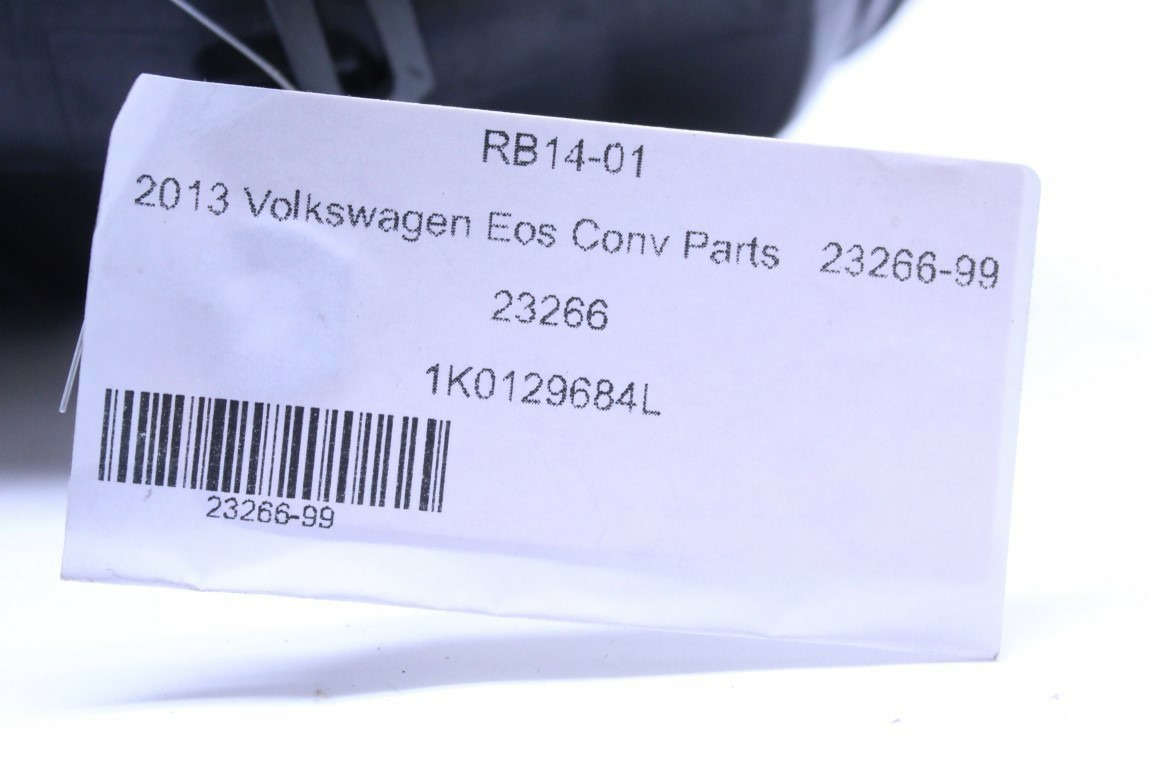 RB14-01
2013 Volkswagen Eos Conv Parts 23266-99
23266
1K0129684L
23266-99